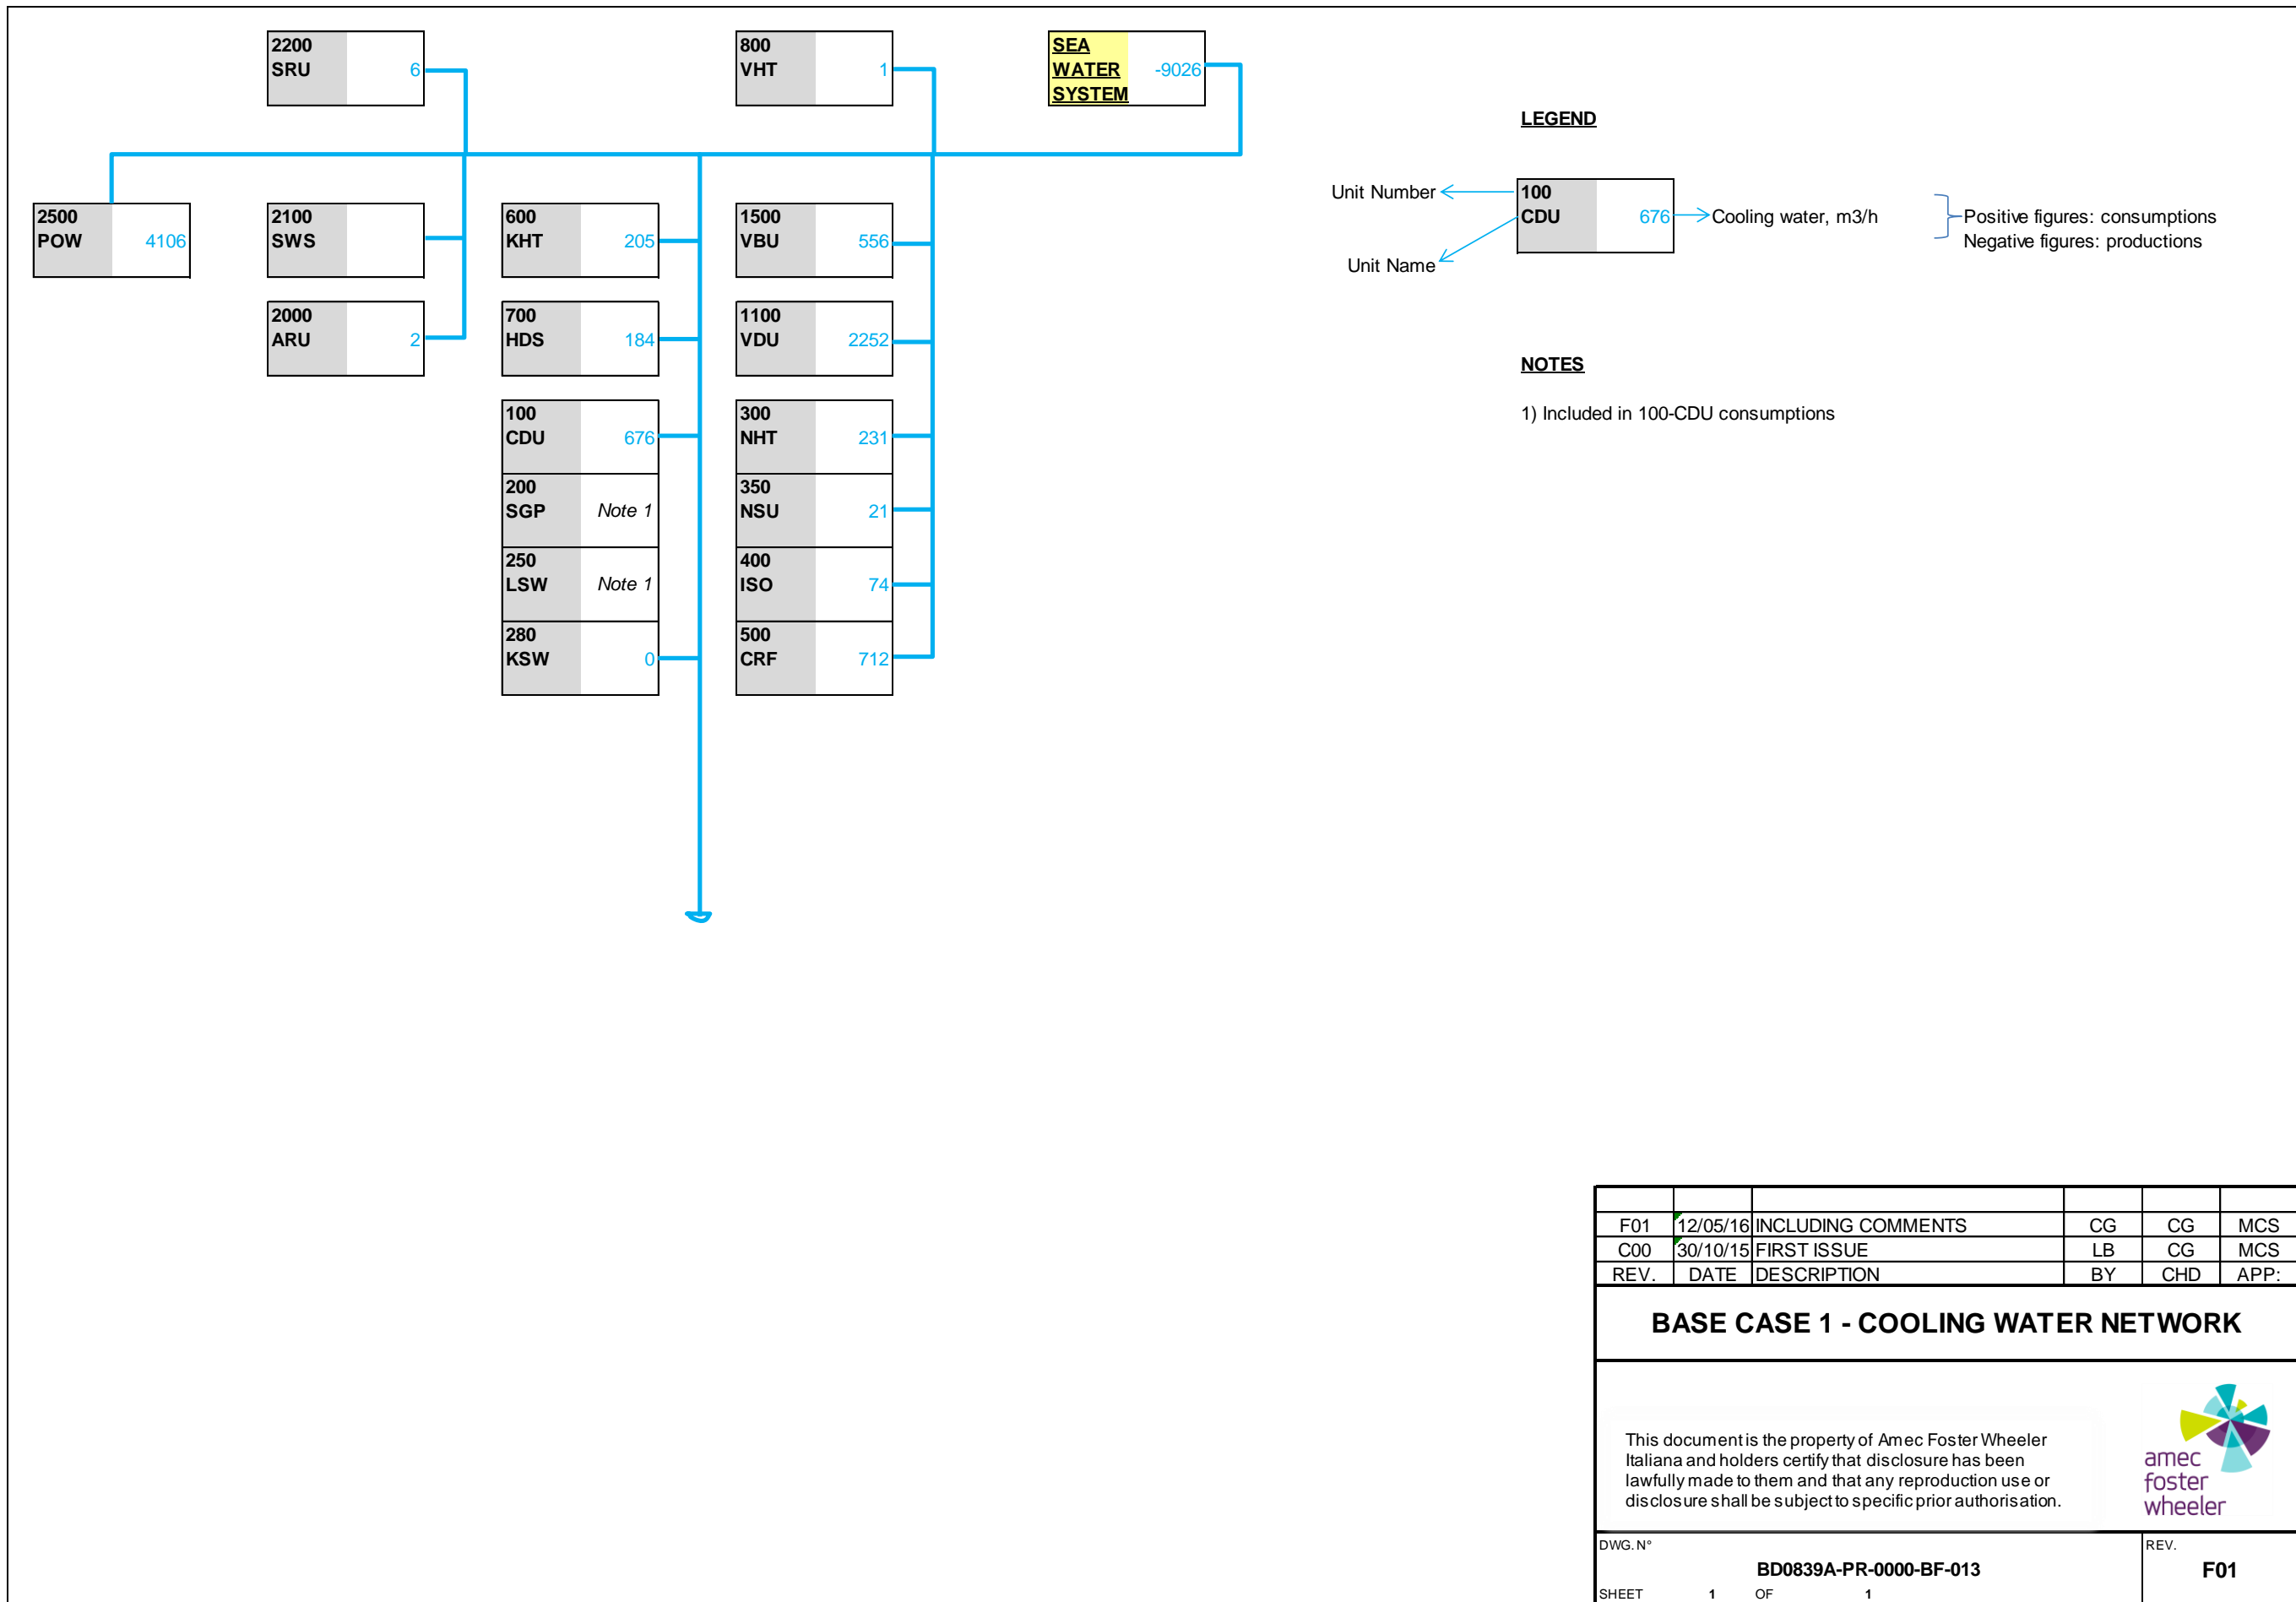 2200
SRU 6
800
VHT 1
SEA
WATER -9026
SYSTEM
LEGEND
Unit Number
100
CDU 676
Cooling water, m3/h
Positive figures: consumptions
Negative figures: productions
Unit Name
2500
POW 4106
2100
SWS
600
KHT 205
1500
VBU 556
2000
ARU 2
700
HDS 184
1100
VDU 2252
NOTES
1) Included in 100-CDU consumptions
100
CDU 676
300
NHT 231
200
SGP Note 1
350
NSU 21
250
LSW Note 1
400
ISO 74
280
KSW 0
500
CRF 712
F01 12/05/16 INCLUDING COMMENTS CG CG MCS
C00 30/10/15 FIRST ISSUE LB CG MCS
REV. DATE DESCRIPTION BY CHD APP:
BASE CASE 1 - COOLING WATER NETWORK
This document is the property of Amec Foster Wheeler
Italiana and holders certify that disclosure has been
lawfully made to them and that any reproduction use or
disclosure shall be subject to specific prior authorisation.
amec
foster
wheeler
DWG. N°
BD0839A-PR-0000-BF-013
SHEET 1 OF 1
REV.
F01